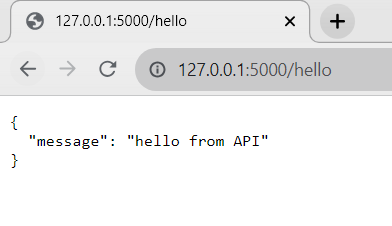 127.0.0.1:5000/hello
127.0.0.1:5000/hello
{
  "message": "hello from API"
}